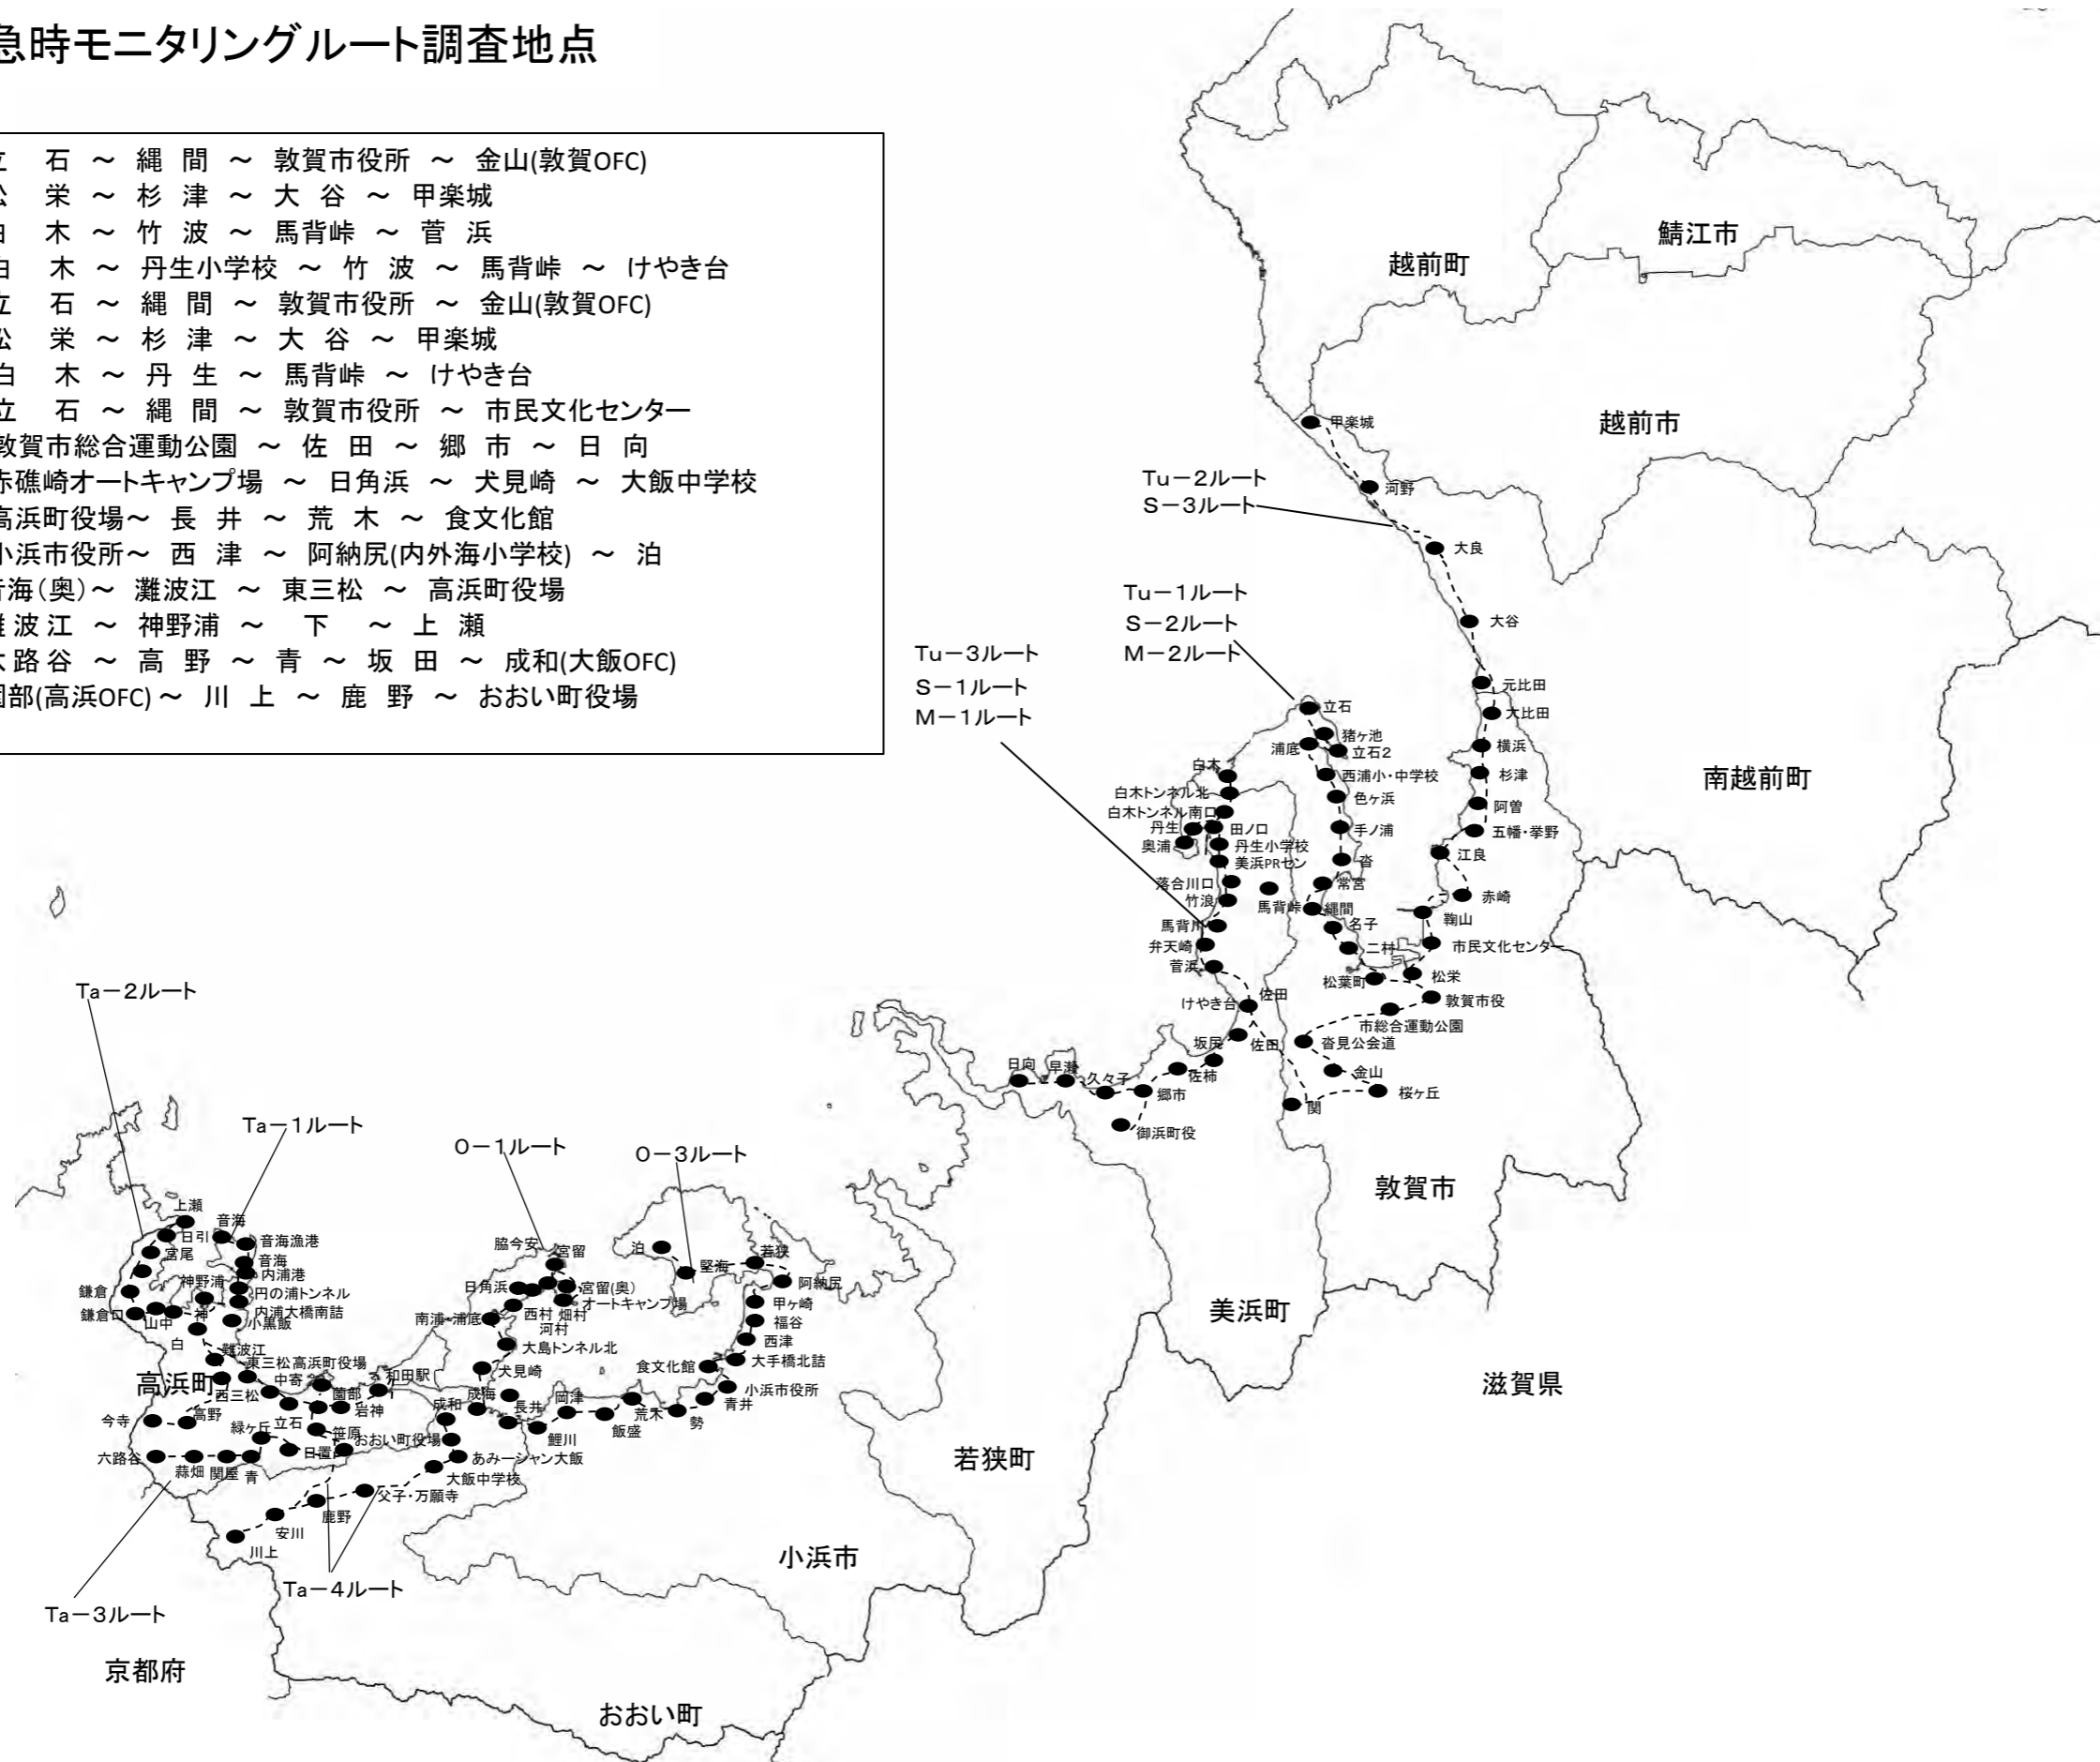 急時モニタリングルート調査地点
立 石 ～ 縄 間 ～ 敦賀市役所 ～ 金山(敦賀OFC)
松 栄 ～ 杉 津 ～ 大 谷 ～ 甲楽城
白 木 ～ 竹 波 ～ 馬背峠 ～ 菅 浜
白 木 ～ 丹生小学校 ～ 竹 波 ～ 馬背峠 ～ けやき台
立 石 ～ 縄 間 ～ 敦賀市役所 ～ 金山(敦賀OFC)
松 栄 ～ 杉 津 ～ 大 谷 ～ 甲楽城
白 木 ～ 丹 生 ～ 馬背峠 ～ けやき台
立 石 ～ 縄 間 ～ 敦賀市役所 ～ 市民文化センター
敦賀市総合運動公園 ～ 佐 田 ～ 郷 市 ～ 日 向
赤礁崎オートキャンプ場 ～ 日角浜 ～ 犬見崎 ～ 大飯中学校
高浜町役場～ 長 井 ～ 荒 木 ～ 食文化館
小浜市役所～ 西 津 ～ 阿納尻(内外海小学校) ～ 泊
音海(奥)～ 灘波江 ～ 東三松 ～ 高浜町役場
難波江 ～ 神野浦 ～ 下 ～ 上 瀬
六路谷 ～ 高 野 ～ 青 ～ 坂 田 ～ 成和(大飯OFC)
園部(高浜OFC) ～ 川 上 ～ 鹿 野 ～ おおい町役場
鯖江市
越前町
越前市
甲楽城
Tu－2ルート
S－3ルート
河野
大良
Tu－1ルート
S－2ルート
M－2ルート
大谷
Tu－3ルート
S－1ルート
M－1ルート
元比田
大比田
立石
猪ヶ池
浦底
立石2
横浜
南越前町
白木
西浦小・中学校
杉津
白木トンネル北
色ヶ浜
阿曽
白木トンネル南口
丹生
田ノ口
手ノ浦
五幡・挙野
奥浦
丹生小学校
美浜PRセン
沓
江良
落合川口
常宮
竹浪
馬背峠
縄間
赤崎
馬背川
名子
鞠山
弁天崎
二村
市民文化センター
菅浜
松葉町
松栄
けやき台
佐田
敦賀市役
市総合運動公園
坂尻
佐田
沓見公会道
日向
早瀬
久々子
佐柿
金山
郷市
関
桜ヶ丘
御浜町役
敦賀市
美浜町
滋賀県
Ta－2ルート
Ta－1ルート
O－1ルート
O－3ルート
上瀬
音海
日引
音海漁港
宮尾
音海
内浦港
鎌倉
神野浦
円の浦トンネル
鎌倉口
山中
神
内浦大橋南詰
小黒飯
白
難波江
脇今安
宮留
泊
若狭
堅海
日角浜
宮留(奥)
阿納尻
オートキャンプ場
甲ヶ崎
南浦~浦底
西村
畑村
河村
福谷
大島トンネル北
西津
東三松
高浜町役場
犬見崎
食文化館
大手橋北詰
高浜町
中寄
和田駅
小浜市役所
西三松
園部
成海
長井
岡津
荒木
青井
今寺
高野
岩神
成和
飯盛
勢
緑ヶ丘
立石
笹原
おおい町役場
鯉川
六路谷
蒜畑
関屋
青
日置
あみーシャン大飯
大飯中学校
父子・万願寺
若狭町
安川
鹿野
川上
小浜市
Ta－4ルート
Ta－3ルート
京都府
おおい町